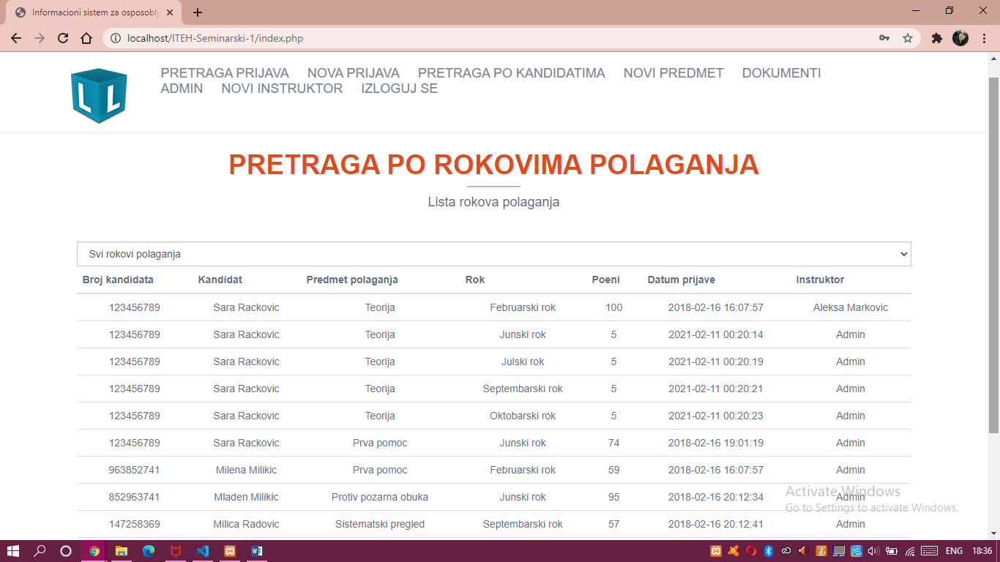 Informacioni sistem za osposoblj
localhost/ITEH-Seminarski-1/index.php
LL
PRETRAGA PRIJAVA NOVA PRIJAVA PRETRAGA PO KANDIDATIMA NOVI PREDMET DOKUMENTI
ADMIN NOVI INSTRUKTOR IZLOGUJ SE
PRETRAGA PO ROKOVIMA POLAGANJA
Lista rokova polaganja
Svi rokovi polaganja
Broj kandidata Kandidat Predmet polaganja Rok Poeni Datum prijave Instruktor
123456789 Sara Rackovic Teorija Februarski rok 100 2018-02-16 16:07:57 Aleksa Markovic
123456789 Sara Rackovic Teorija Junski rok 5 2021-02-11 00:20:14 Admin
123456789 Sara Rackovic Teorija Julski rok 5 2021-02-11 00:20:19 Admin
123456789 Sara Rackovic Teorija Septembarski rok 5 2021-02-11 00:20:21 Admin
123456789 Sara Rackovic Teorija Oktobarski rok 5 2021-02-11 00:20:23 Admin
123456789 Sara Rackovic Prva pomoc Junski rok 74 2018-02-16 19:01:19 Admin
963852741 Milena Milikic Prva pomoc Februarski rok 59 2018-02-16 16:07:57 Admin
852963741 Mladen Milikic Protiv pozarna obuka Junski rok 95 2018-02-16 20:12:34 Admin
147258369 Milica Radovic Sistematski pregled Septembarski rok 57 2018-02-16 20:12:41 Admin
Activate Windows
Go to Settings to activate Windows.
ENG 18:36